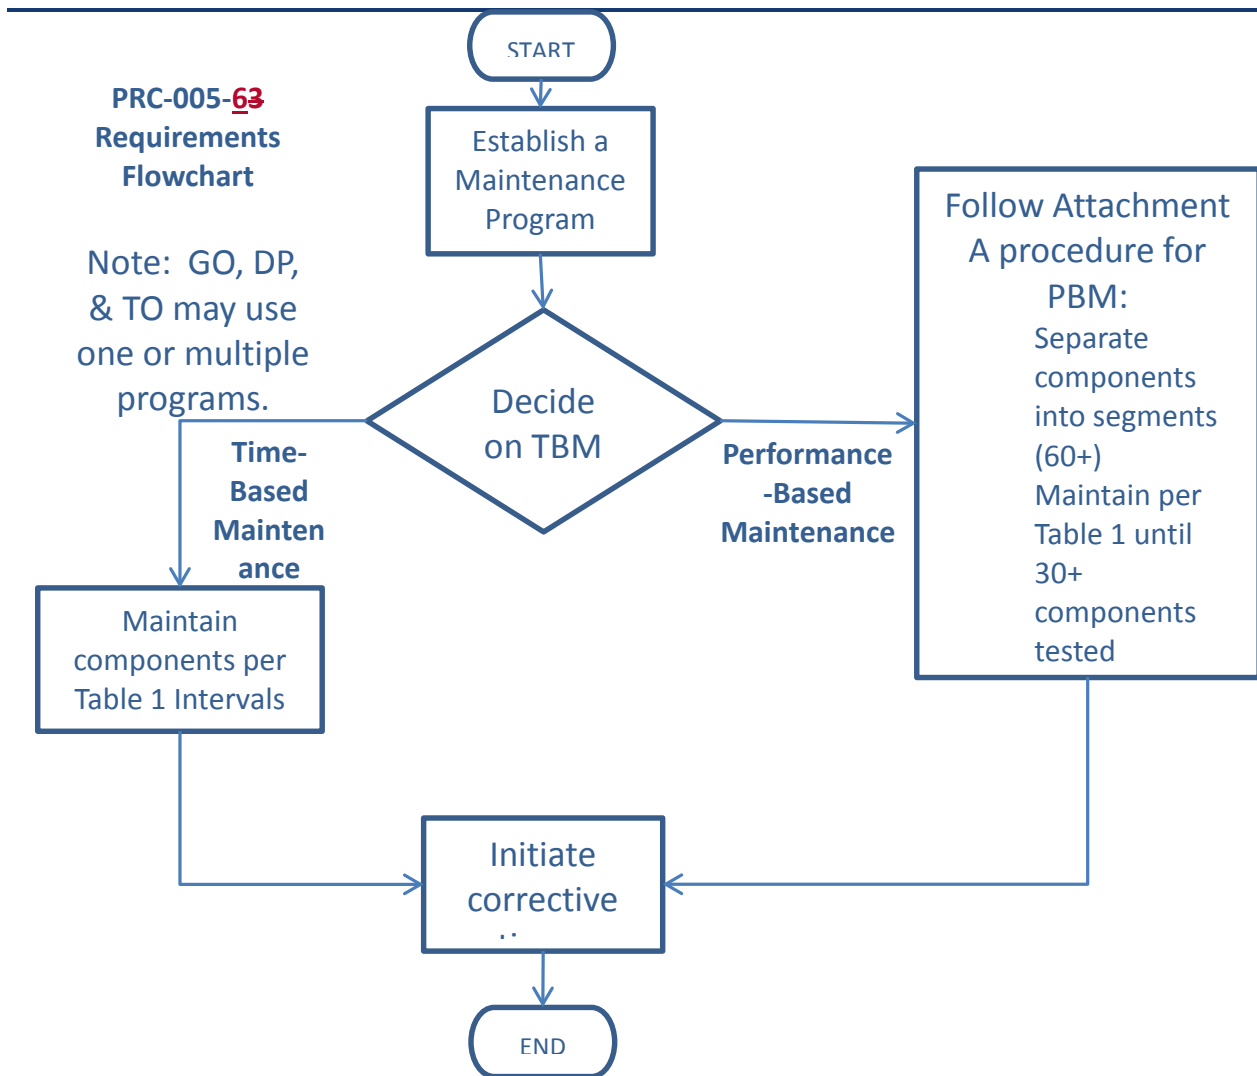 START
PRC-005-63
Requirements
Flowchart
Note: GO, DP,
& TO may use
one or multiple
programs.
Establish a
Maintenance
Program
Decide
on TBM
Time-
Based
Mainten
ance
Performance
-Based
Maintenance
Follow Attachment
A procedure for
PBM:
Separate
components
into segments
(60+)
Maintain per
Table 1 until
30+
components
tested
Maintain
components per
Table 1 Intervals
Initiate
corrective
END